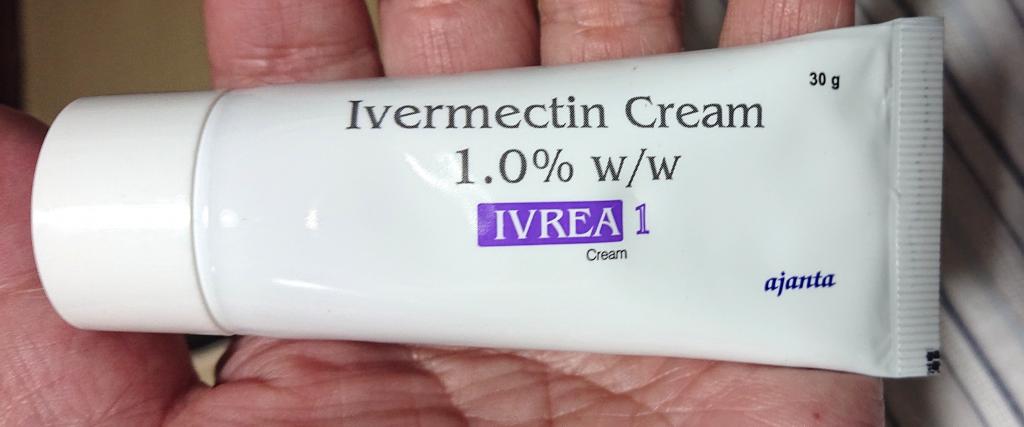 30 g
Ivermectin Cream
1.0% w/w
IVREA 1
Cream
ajanta